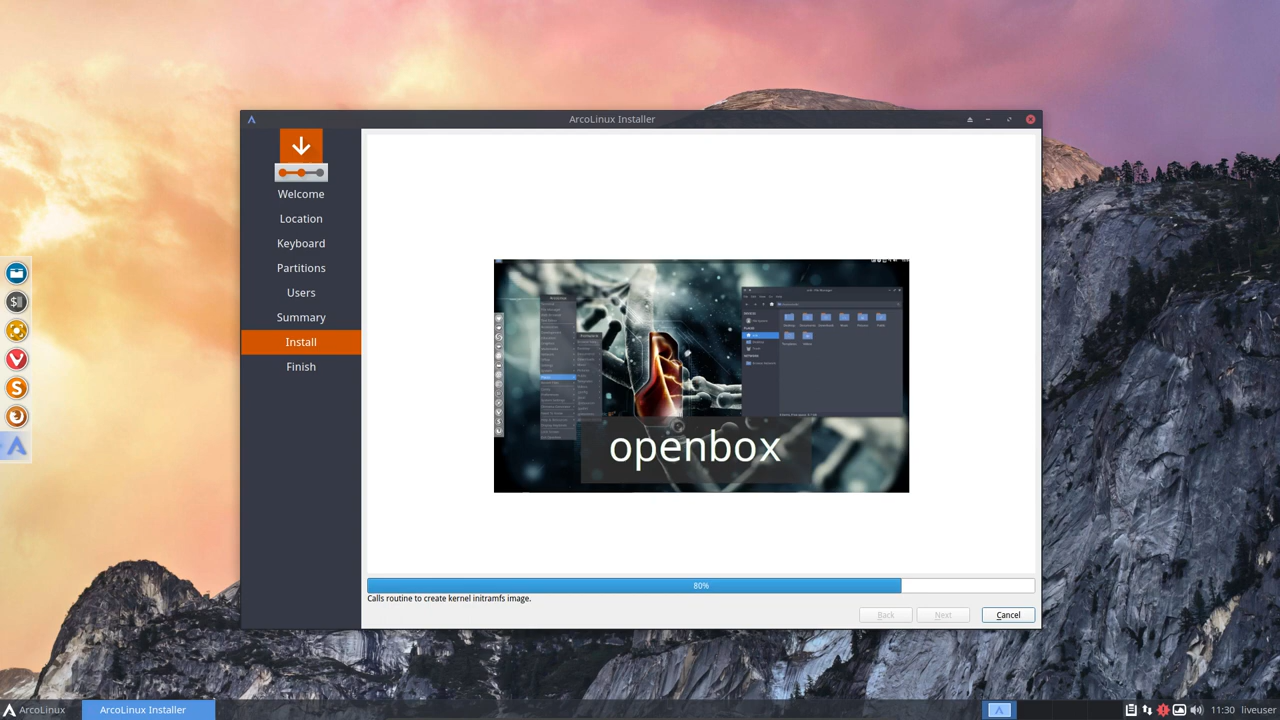 ArcoLinux Installer
Welcome
Location
Keyboard
Partitions
Users
Summary
Install
Finish
openbox
80%
Calls routine to create kernel initramfs image.
Back
Next
Cancel
ArcoLinux
ArcoLinux Installer
11:30
liveuser